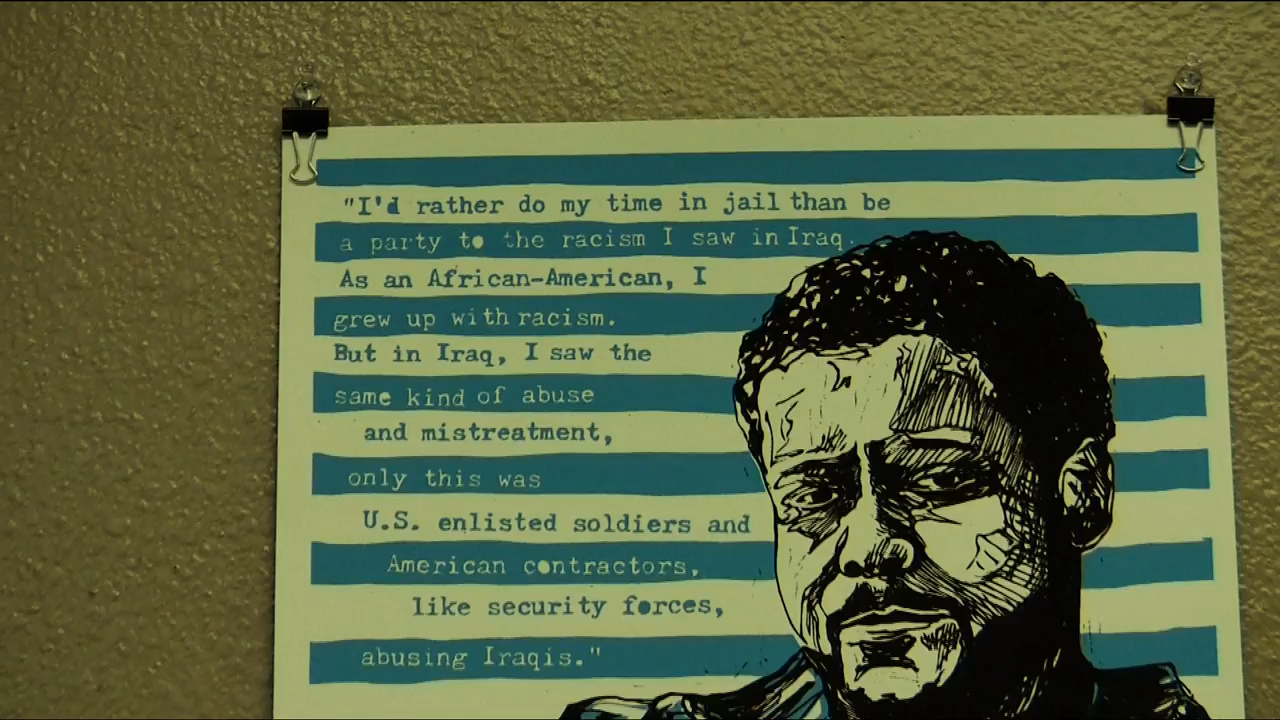 "I'd rather do my time in jail than be
a party to the racism I saw in Iraq.
As an African-American, I
grew up with racism.
But in Iraq, I saw the
same kind of abuse
and mistreatment,
only this was
U.S. enlisted soldiers and
American contractors,
like security forces,
abusing Iraqis."